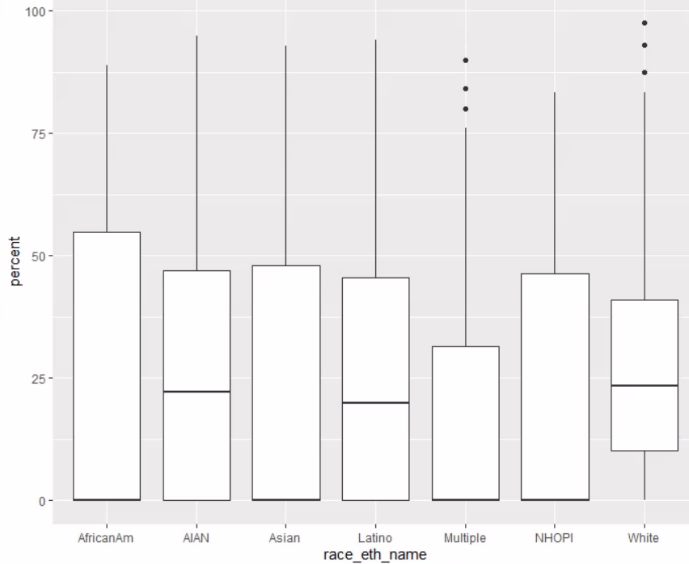 100
75
percent
50
25
0
AfricanAm AIAN Asian Latino Multiple NHOPI White
race_eth_name